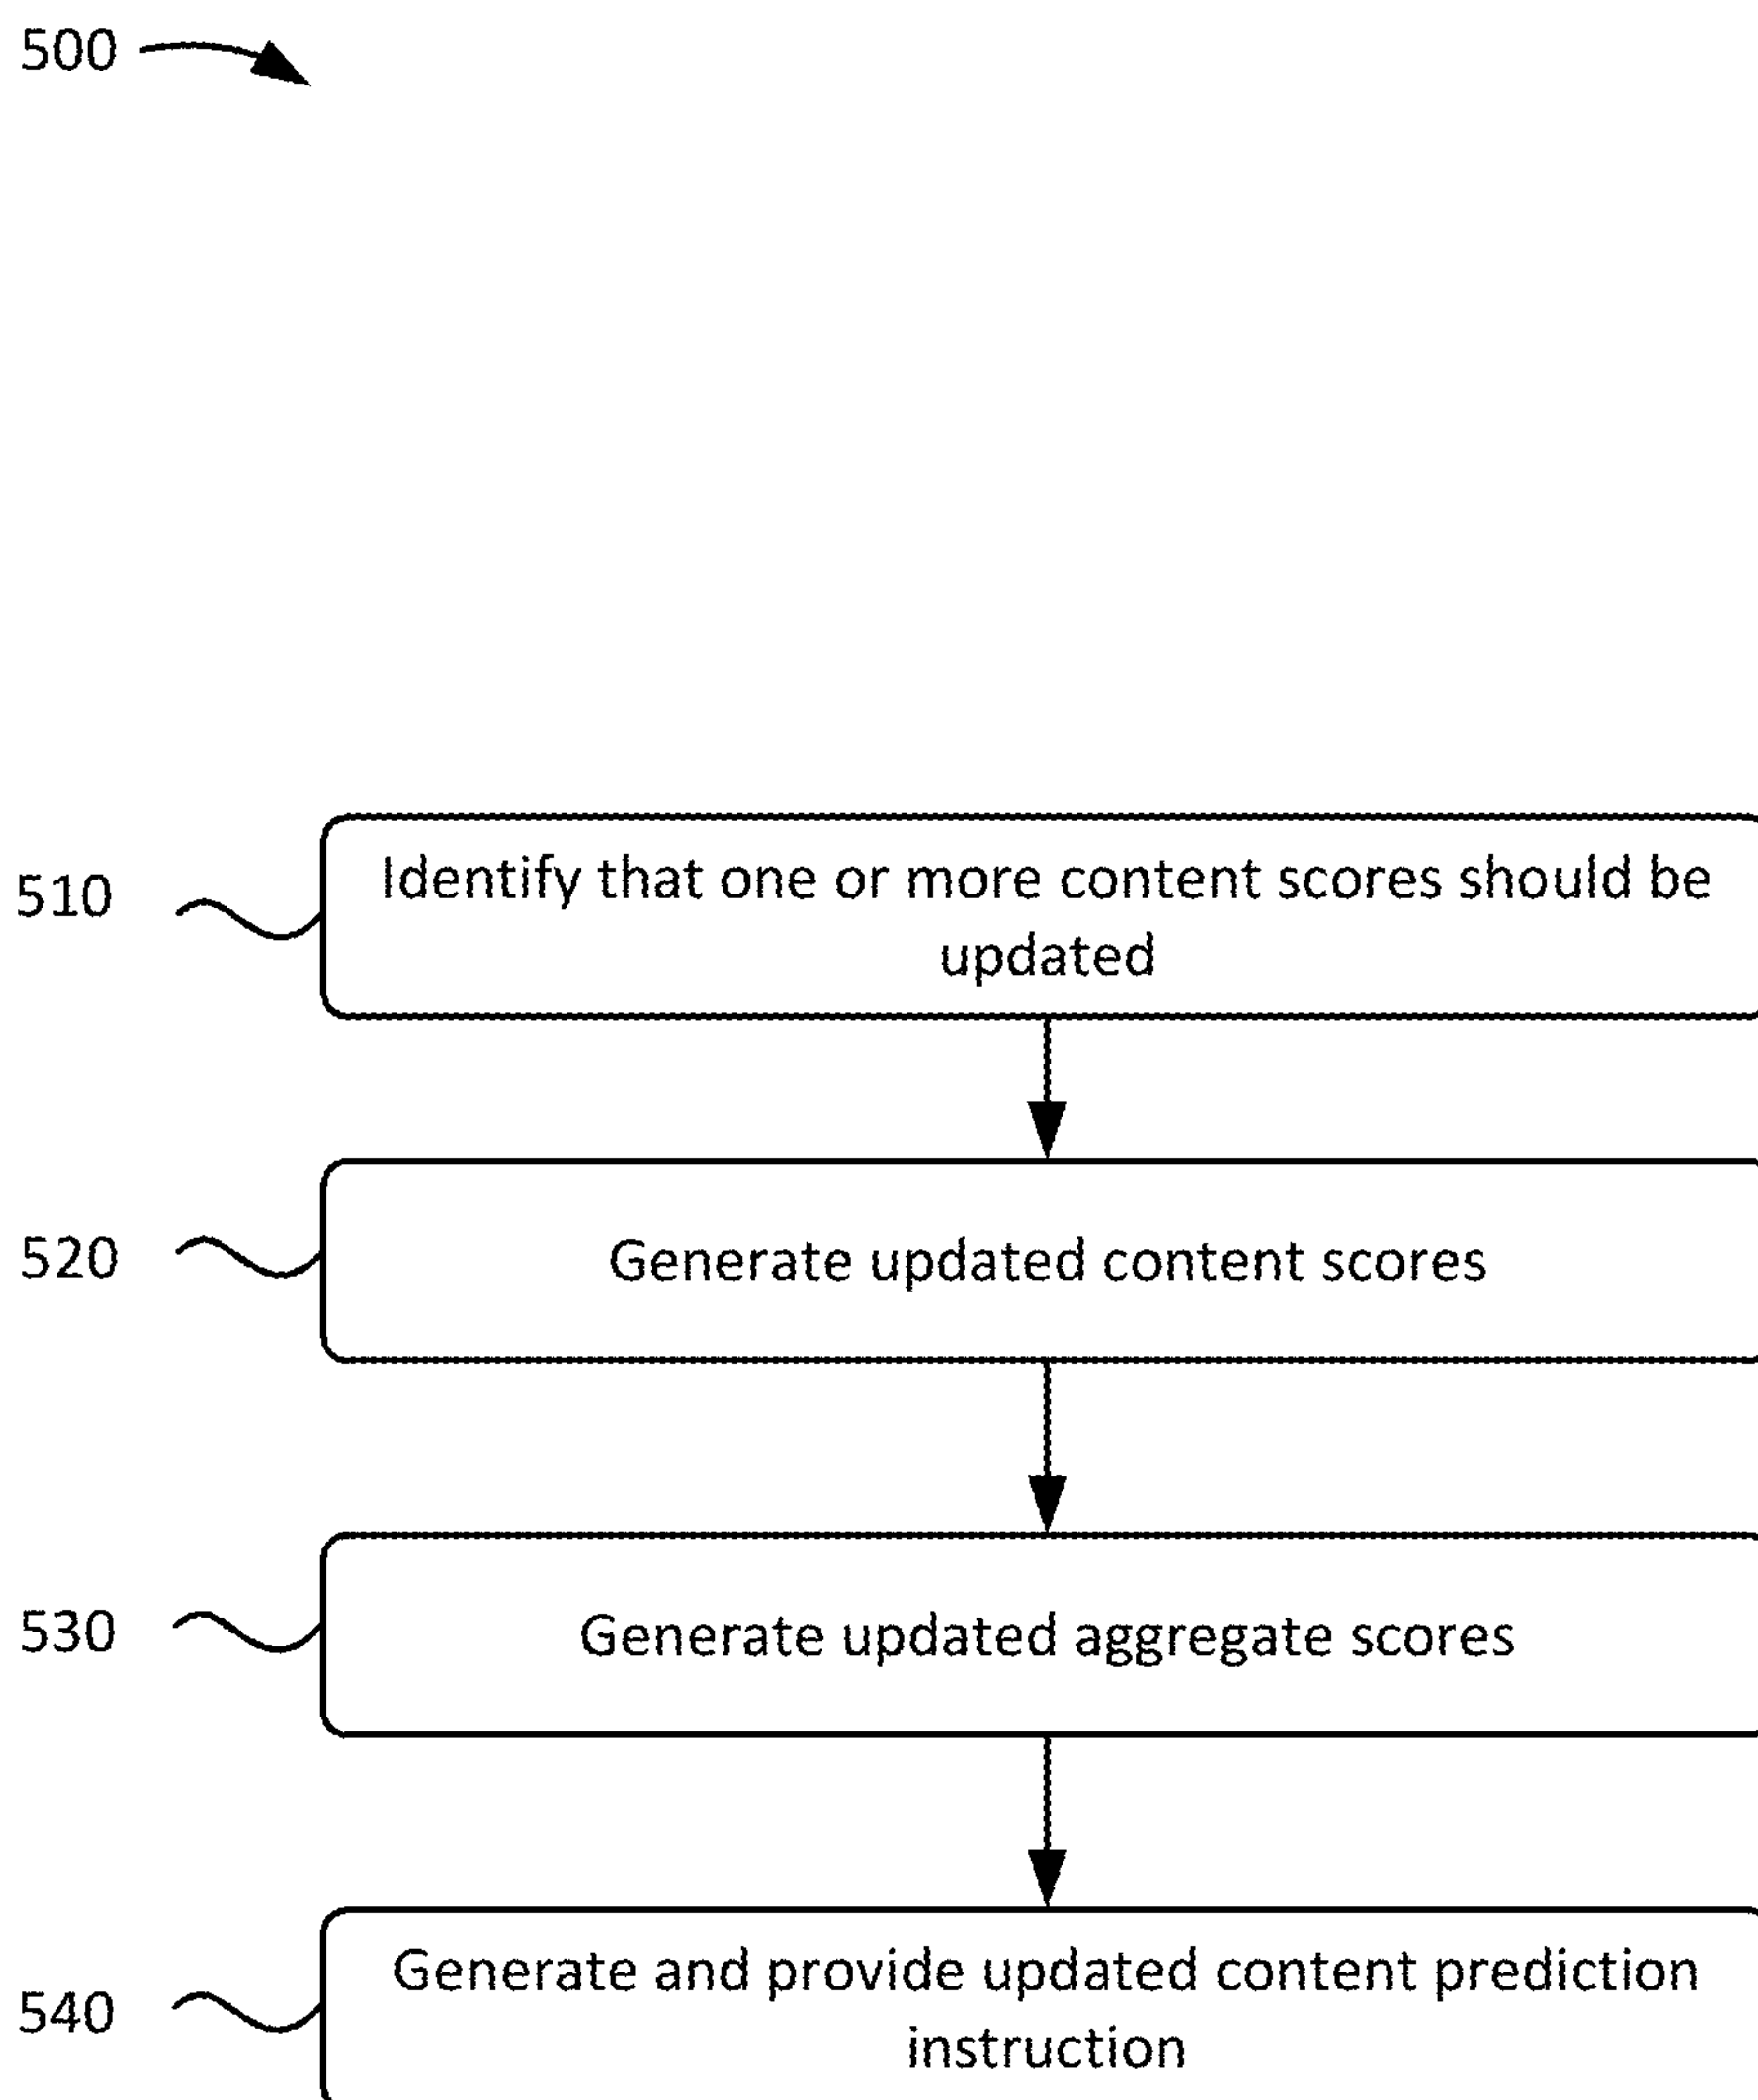 500
510
Identify that one or more content scores should be
updated
520
Generate updated content scores
530
Generate updated aggregate scores
540
Generate and provide updated content prediction
instruction